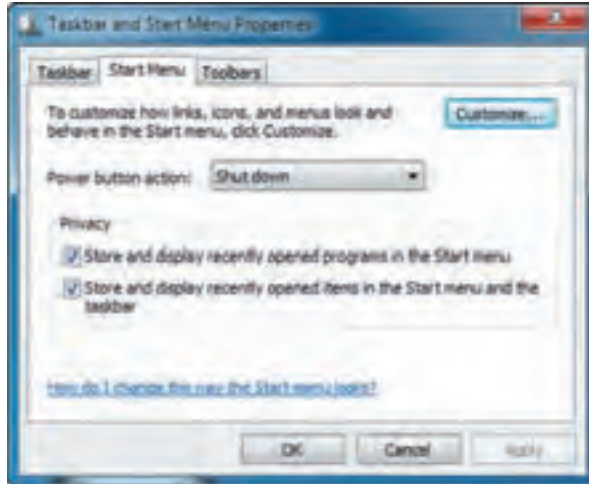 Taskbar and Start Menu Properties
Taskbar Start Menu Toolbars
To customize how links, icons, and menus look and
behave in the Start menu, click Customize.
Customize...
Power button action: Shut down
Privacy
Store and display recently opened programs in the Start menu
Store and display recently opened items in the Start menu and the
taskbar
How do I change the way the Start menu looks?
OK Cancel Apply